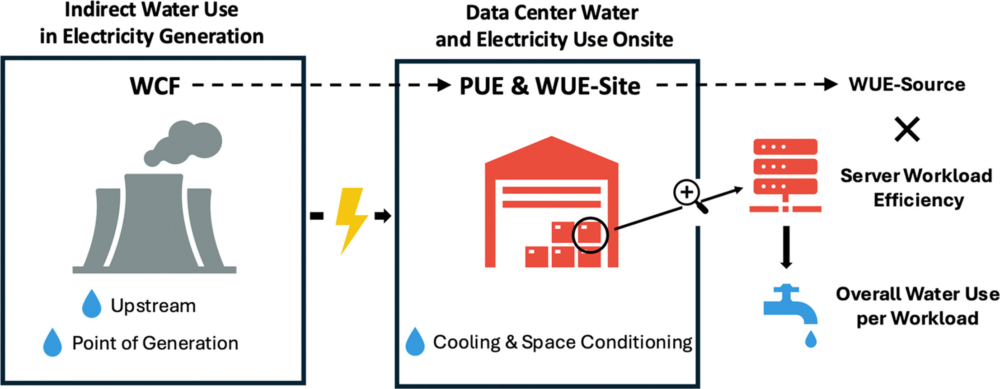 Indirect Water Use
in Electricity Generation
WCF
Upstream
Point of Generation
Data Center Water
and Electricity Use Onsite
PUE & WUE-Site
Cooling & Space Conditioning
WUE-Source
Server Workload
Efficiency
Overall Water Use
per Workload